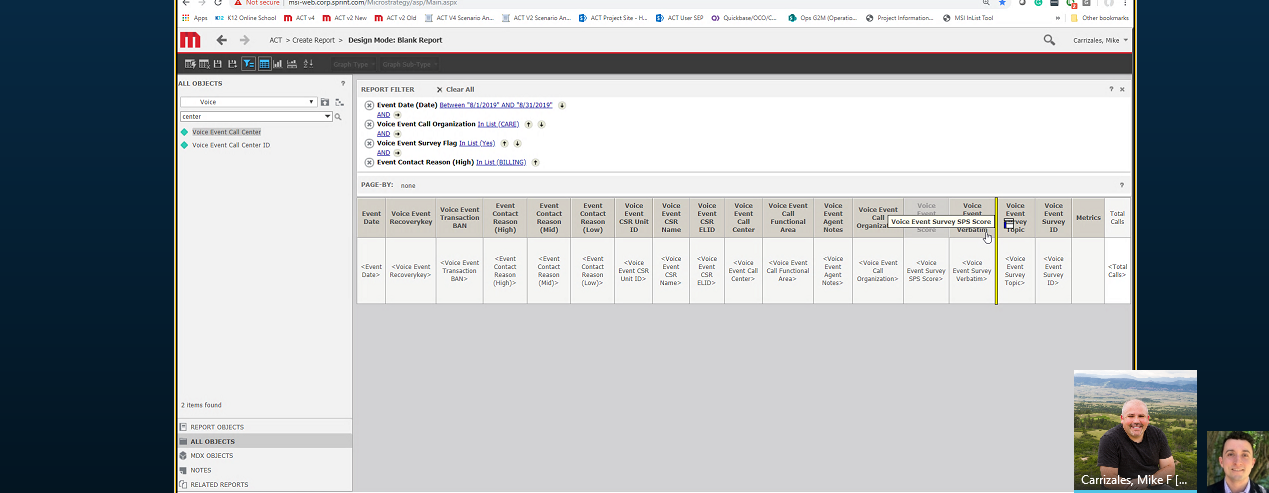 Not secure | msi-web.corp.sprint.com/Microstrategy/asp/Main.aspx
Apps K12 K12 Online School ACT v4 ACT v2 New ACT v2 Old ACT V4 Scenario An... ACT V2 Scenario An... ACT Project Site - H... ACT User SEP Quickbase/OCO/C... Ops G2M (Operatio... Project Information... MSI InList Tool » Other bookmarks
ACT > Create Report > Design Mode: Blank Report
Carrizales, Mike
Graph Type Graph Sub-Type
ALL OBJECTS ?
Voice
center
Voice Event Call Center
Voice Event Call Center ID
2 items found
REPORT OBJECTS
ALL OBJECTS
MDX OBJECTS
NOTES
RELATED REPORTS
REPORT FILTER Clear All ?
Event Date (Date) Between "8/1/2019" AND "8/31/2019"
AND
Voice Event Call Organization In List (CARE)
AND
Voice Event Survey Flag In List (Yes)
AND
Event Contact Reason (High) In List (BILLING)
PAGE-BY: none ?
Event Date
Voice Event Recoverykey
Voice Event Transaction BAN
Event Contact Reason (High)
Event Contact Reason (Mid)
Event Contact Reason (Low)
Voice Event CSR Unit ID
Voice Event CSR Name
Voice Event CSR ELID
Voice Event Call Center
Voice Event Call Functional Area
Voice Event Agent Notes
Voice Event Call Organiza
Voice Score
Voice Verbatim
Voice Event Survey Topic
Voice Event Survey ID
Metrics
Total Calls
Voice Event Survey SPS Score
<Event Date>
<Voice Event Recoverykey>
<Voice Event Transaction BAN>
<Event Contact Reason (High)>
<Event Contact Reason (Mid)>
<Event Contact Reason (Low)>
<Voice Event CSR Unit ID>
<Voice Event CSR Name>
<Voice Event CSR ELID>
<Voice Event Call Center>
<Voice Event Call Functional Area>
<Voice Event Agent Notes>
<Voice Event Call Organization>
<Voice Event Survey SPS Score>
<Voice Event Survey Verbatim>
<Voice Event Survey Topic>
<Voice Event Survey ID>
<Total Calls>
Carrizales, Mike F [...